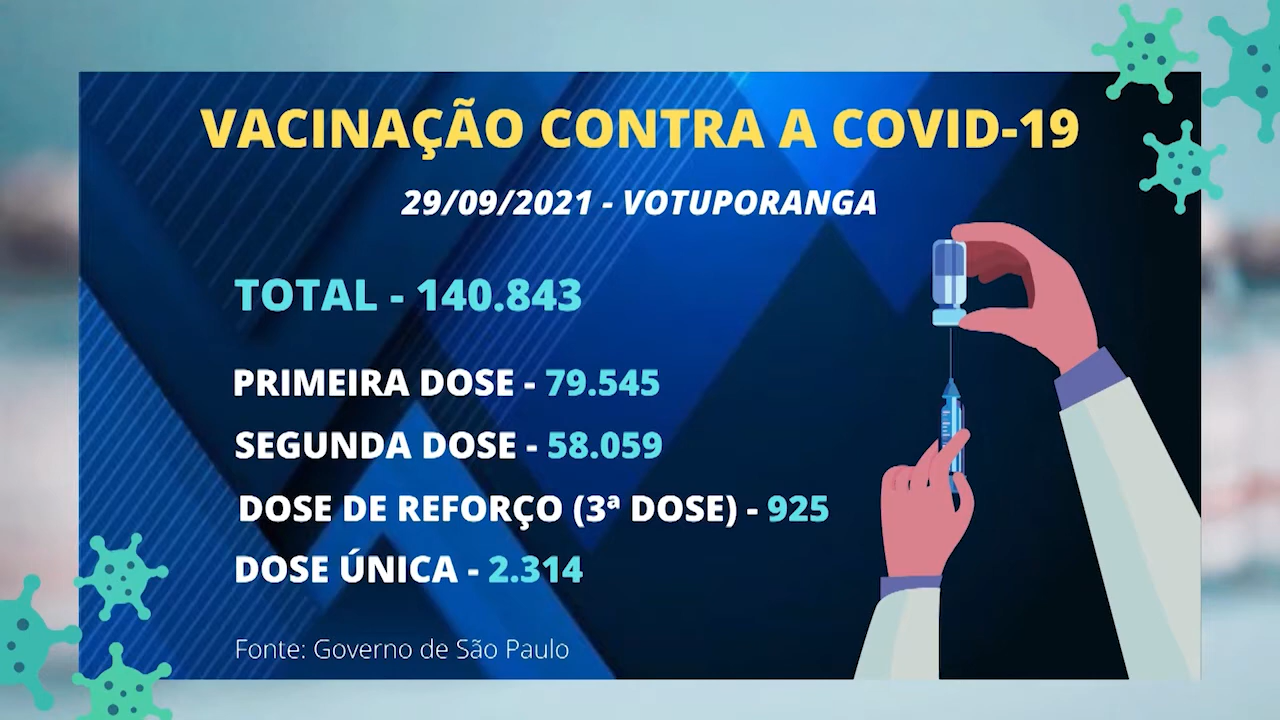 VACINAÇÃO CONTRA A COVID-19
29/09/2021 - VOTUPORANGA
TOTAL - 140.843
PRIMEIRA DOSE - 79.545
SEGUNDA DOSE - 58.059
DOSE DE REFORÇO (3ª DOSE) - 925
DOSE ÚNICA - 2.314
Fonte: Governo de São Paulo